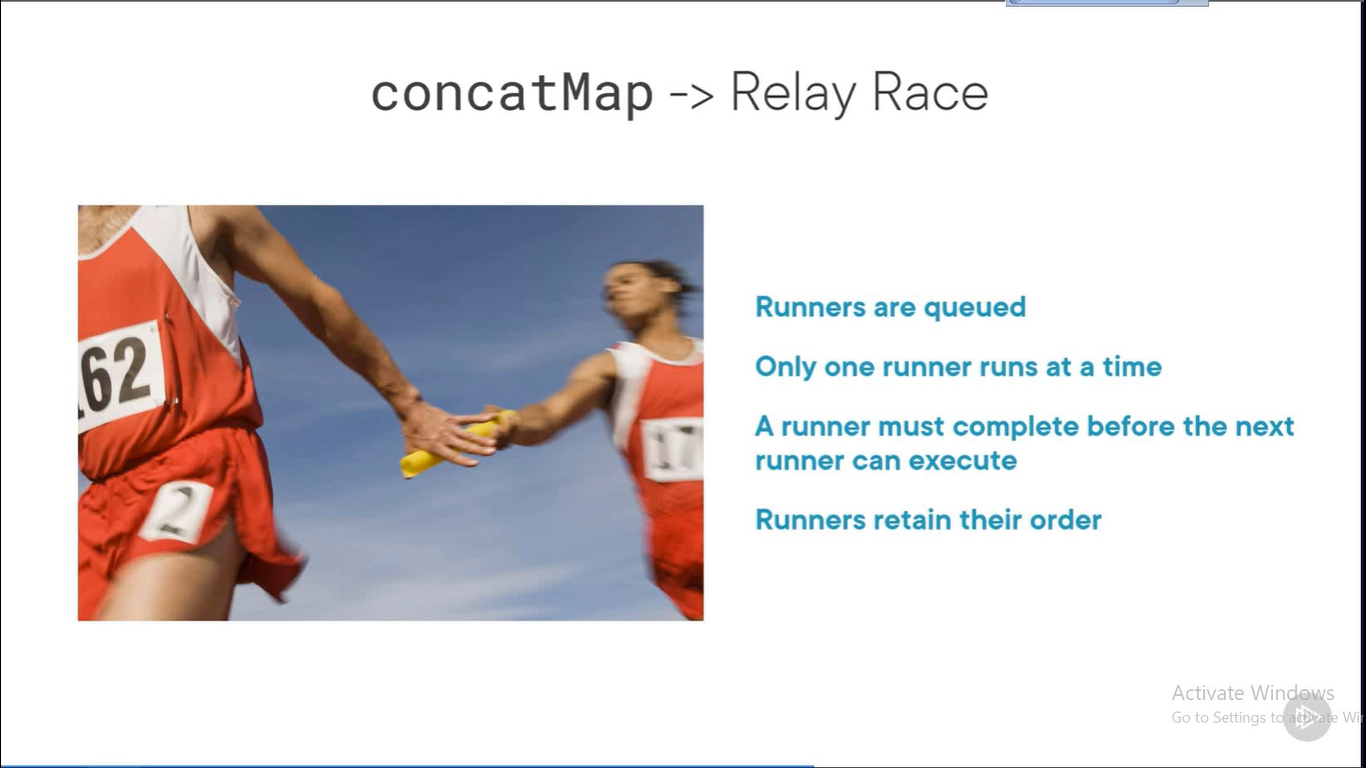 concatMap -> Relay Race
162
2
17
Runners are queued
Only one runner runs at a time
A runner must complete before the next
runner can execute
Runners retain their order
Activate Windows
Go to Settings to activate Wi